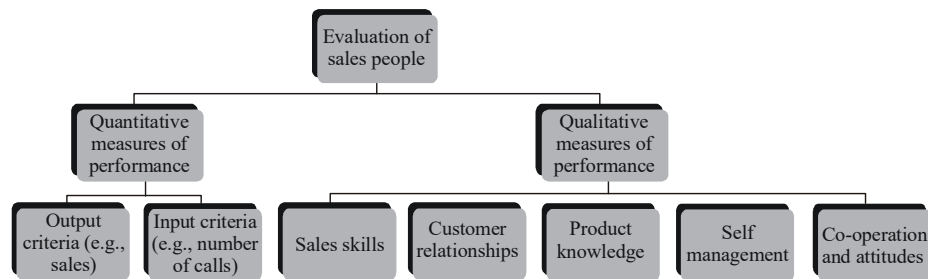 Evaluation of
sales people
Quantitative
measures of
performance
Qualitative
measures of
performance
Output
criteria (e.g.,
sales)
Input criteria
(e.g., number
of calls)
Sales skills
Customer
relationships
Product
knowledge
Self
management
Co-operation
and attitudes